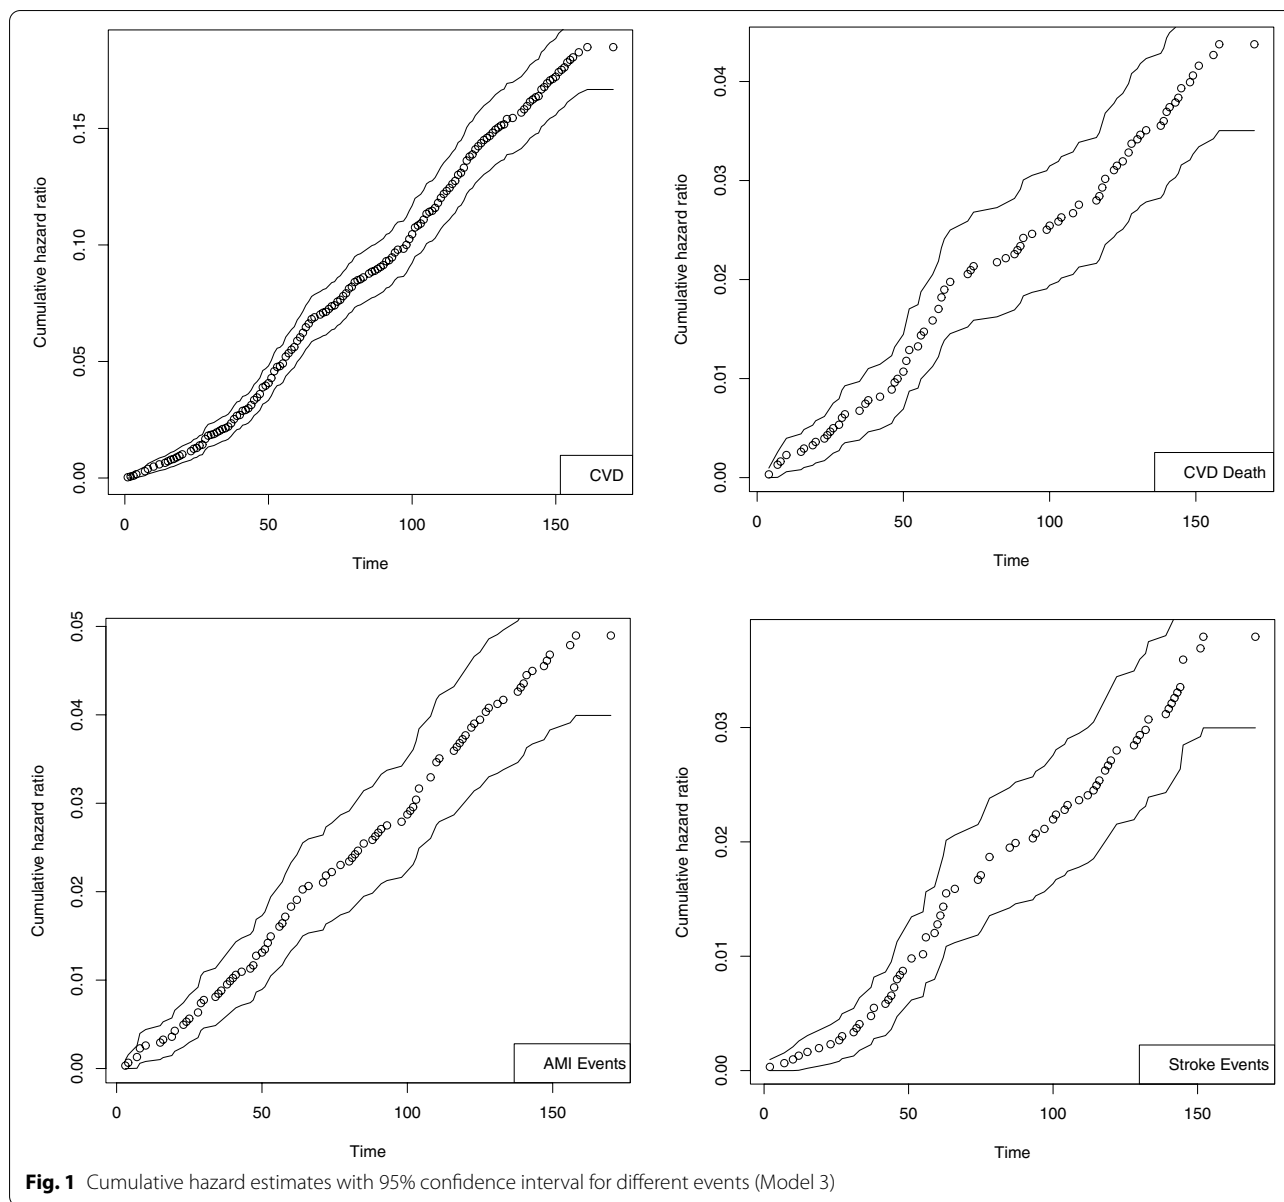 0.15
0.10
0.05
0.00
Cumulative hazard ratio
CVD
0
50
100
150
Time
0.04
0.03
0.02
0.01
0.00
Cumulative hazard ratio
CVD Death
0
50
100
150
Time
0.05
0.04
0.03
0.02
0.01
0.00
Cumulative hazard ratio
AMI Events
0
50
100
150
Time
0.03
0.02
0.01
0.00
Cumulative hazard ratio
Stroke Events
0
50
100
150
Time
Fig. 1 Cumulative hazard estimates with 95% confidence interval for different events (Model 3)